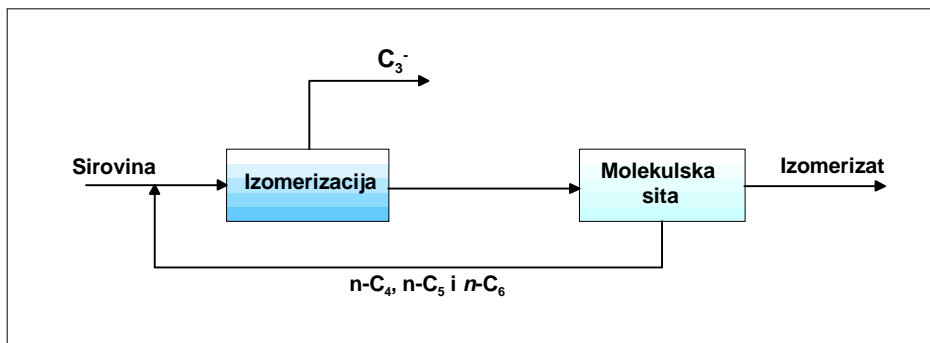 C₃⁻
Sirovina
Izomerizacija
Molekulska
sita
Izomerizat
n-C₄, n-C₅ i n-C₆